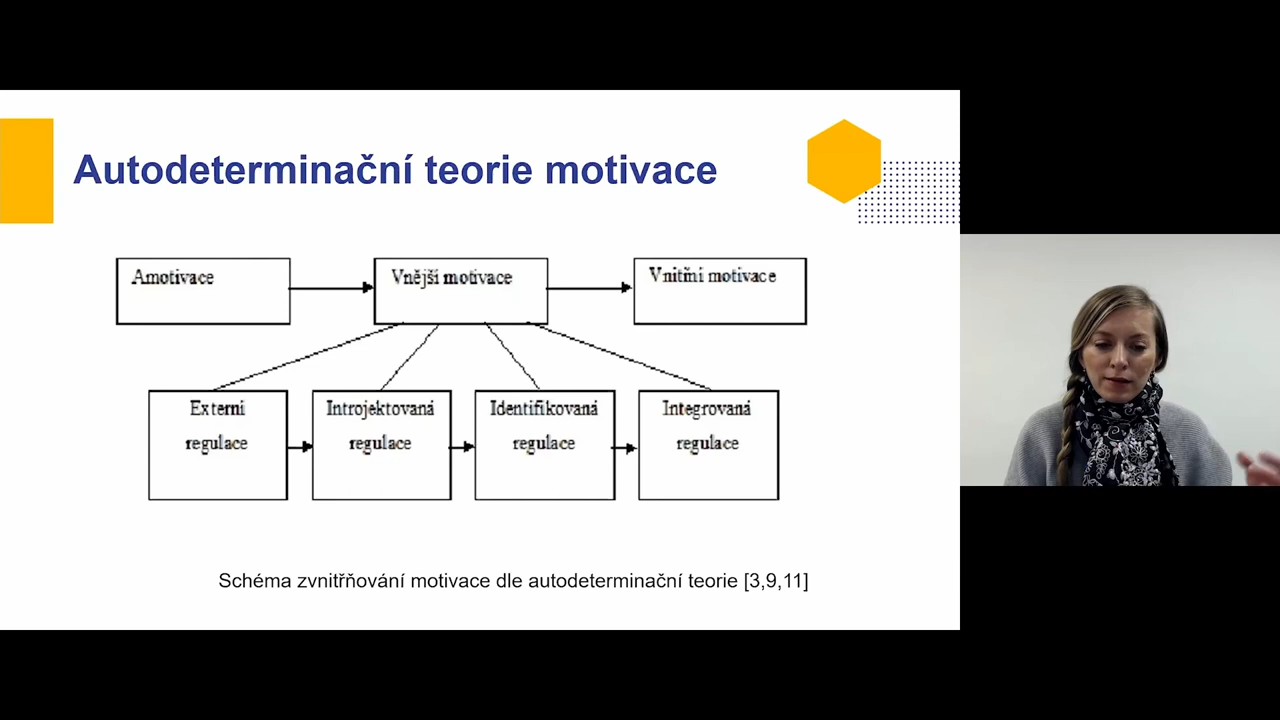 Autodeterminační teorie motivace
Amotivace
Vnější motivace
Vnitřní motivace
Externí
regulace
Introjektovaná
regulace
Identifikovaná
regulace
Integrovaná
regulace
Schéma zvnitřňování motivace dle autodeterminační teorie [3,9,11]